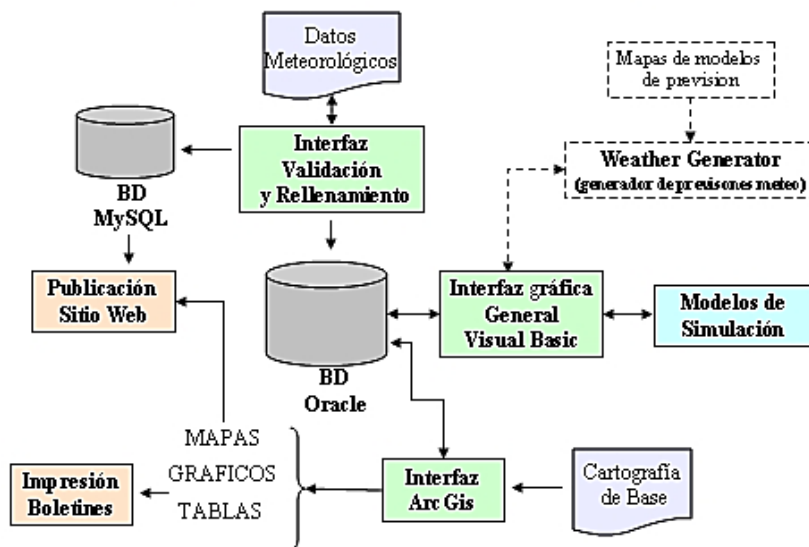 Datos
Meteorológicos
Mapas de modelos
de prevision
Interfaz
Validación
y Rellenamiento
Weather Generator
(generador de previsones meteo)
BD
MySQL
Publicación
Sitio Web
Interfaz gráfica
General
Visual Basic
Modelos de
Simulación
BD
Oracle
MAPAS
GRAFICOS
TABLAS
Impresión
Boletines
Interfaz
Arc Gis
Cartografía
de Base